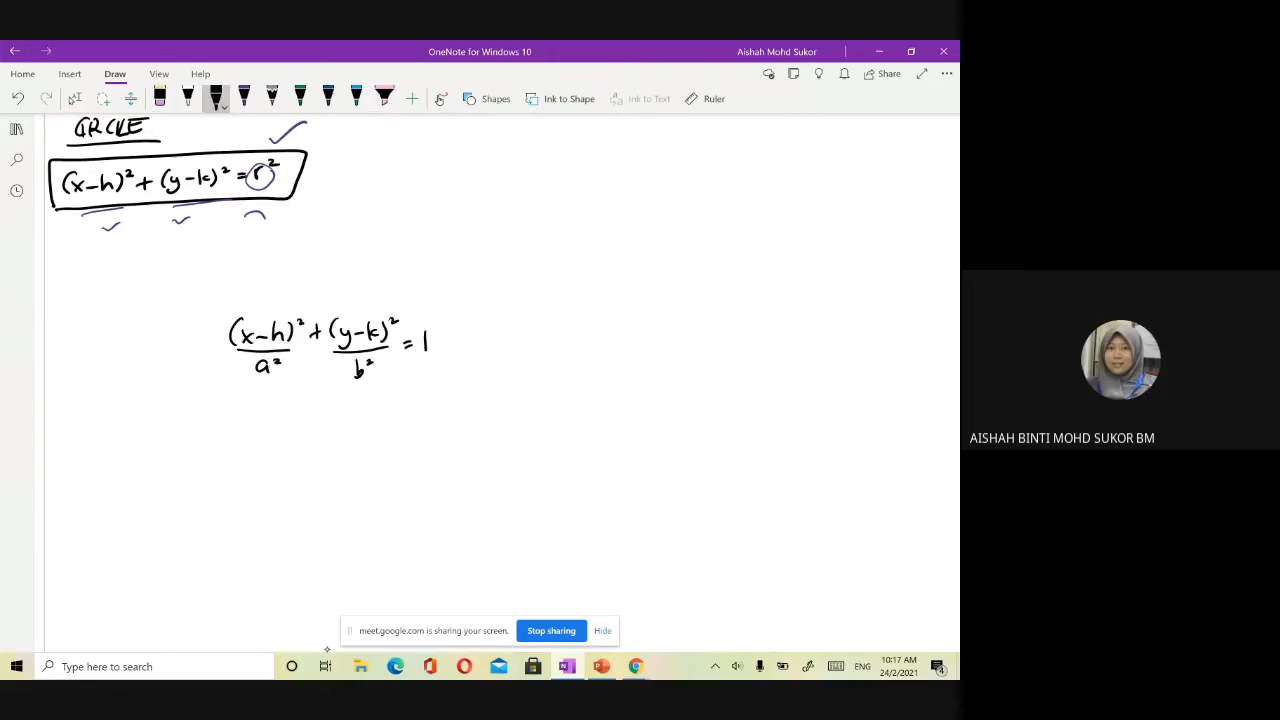 OneNote for Windows 10
Aishah Mohd Sukor
Home Insert Draw View Help
Share
Shapes Ink to Shape Ink to Text Ruler
CIRCLE
(x-h)² + (y-k)² = r²
(x-h)²/a² + (y-k)²/b² = 1
AISHAH BINTI MOHD SUKOR BM
meet.google.com is sharing your screen. Stop sharing Hide
Type here to search
ENG
10:17 AM
24/2/2021
4